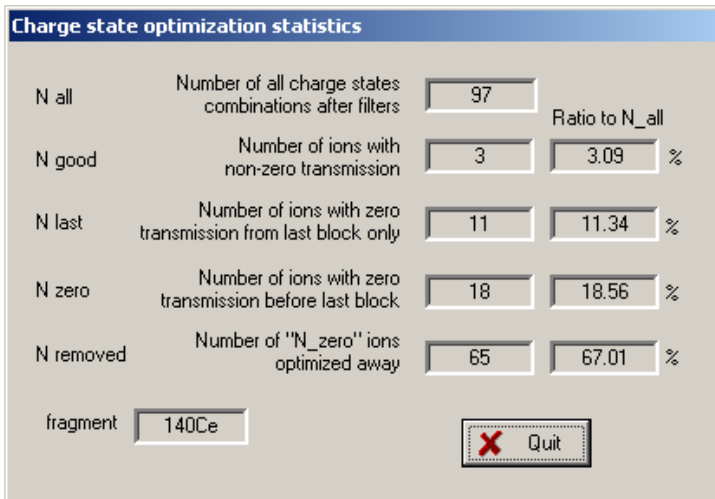 Charge state optimization statistics
N all
Number of all charge states
combinations after filters
97
Ratio to N_all
N good
Number of ions with
non-zero transmission
3
3.09 %
N last
Number of ions with zero
transmission from last block only
11
11.34 %
N zero
Number of ions with zero
transmission before last block
18
18.56 %
N removed
Number of "N_zero" ions
optimized away
65
67.01 %
fragment
140Ce
Quit